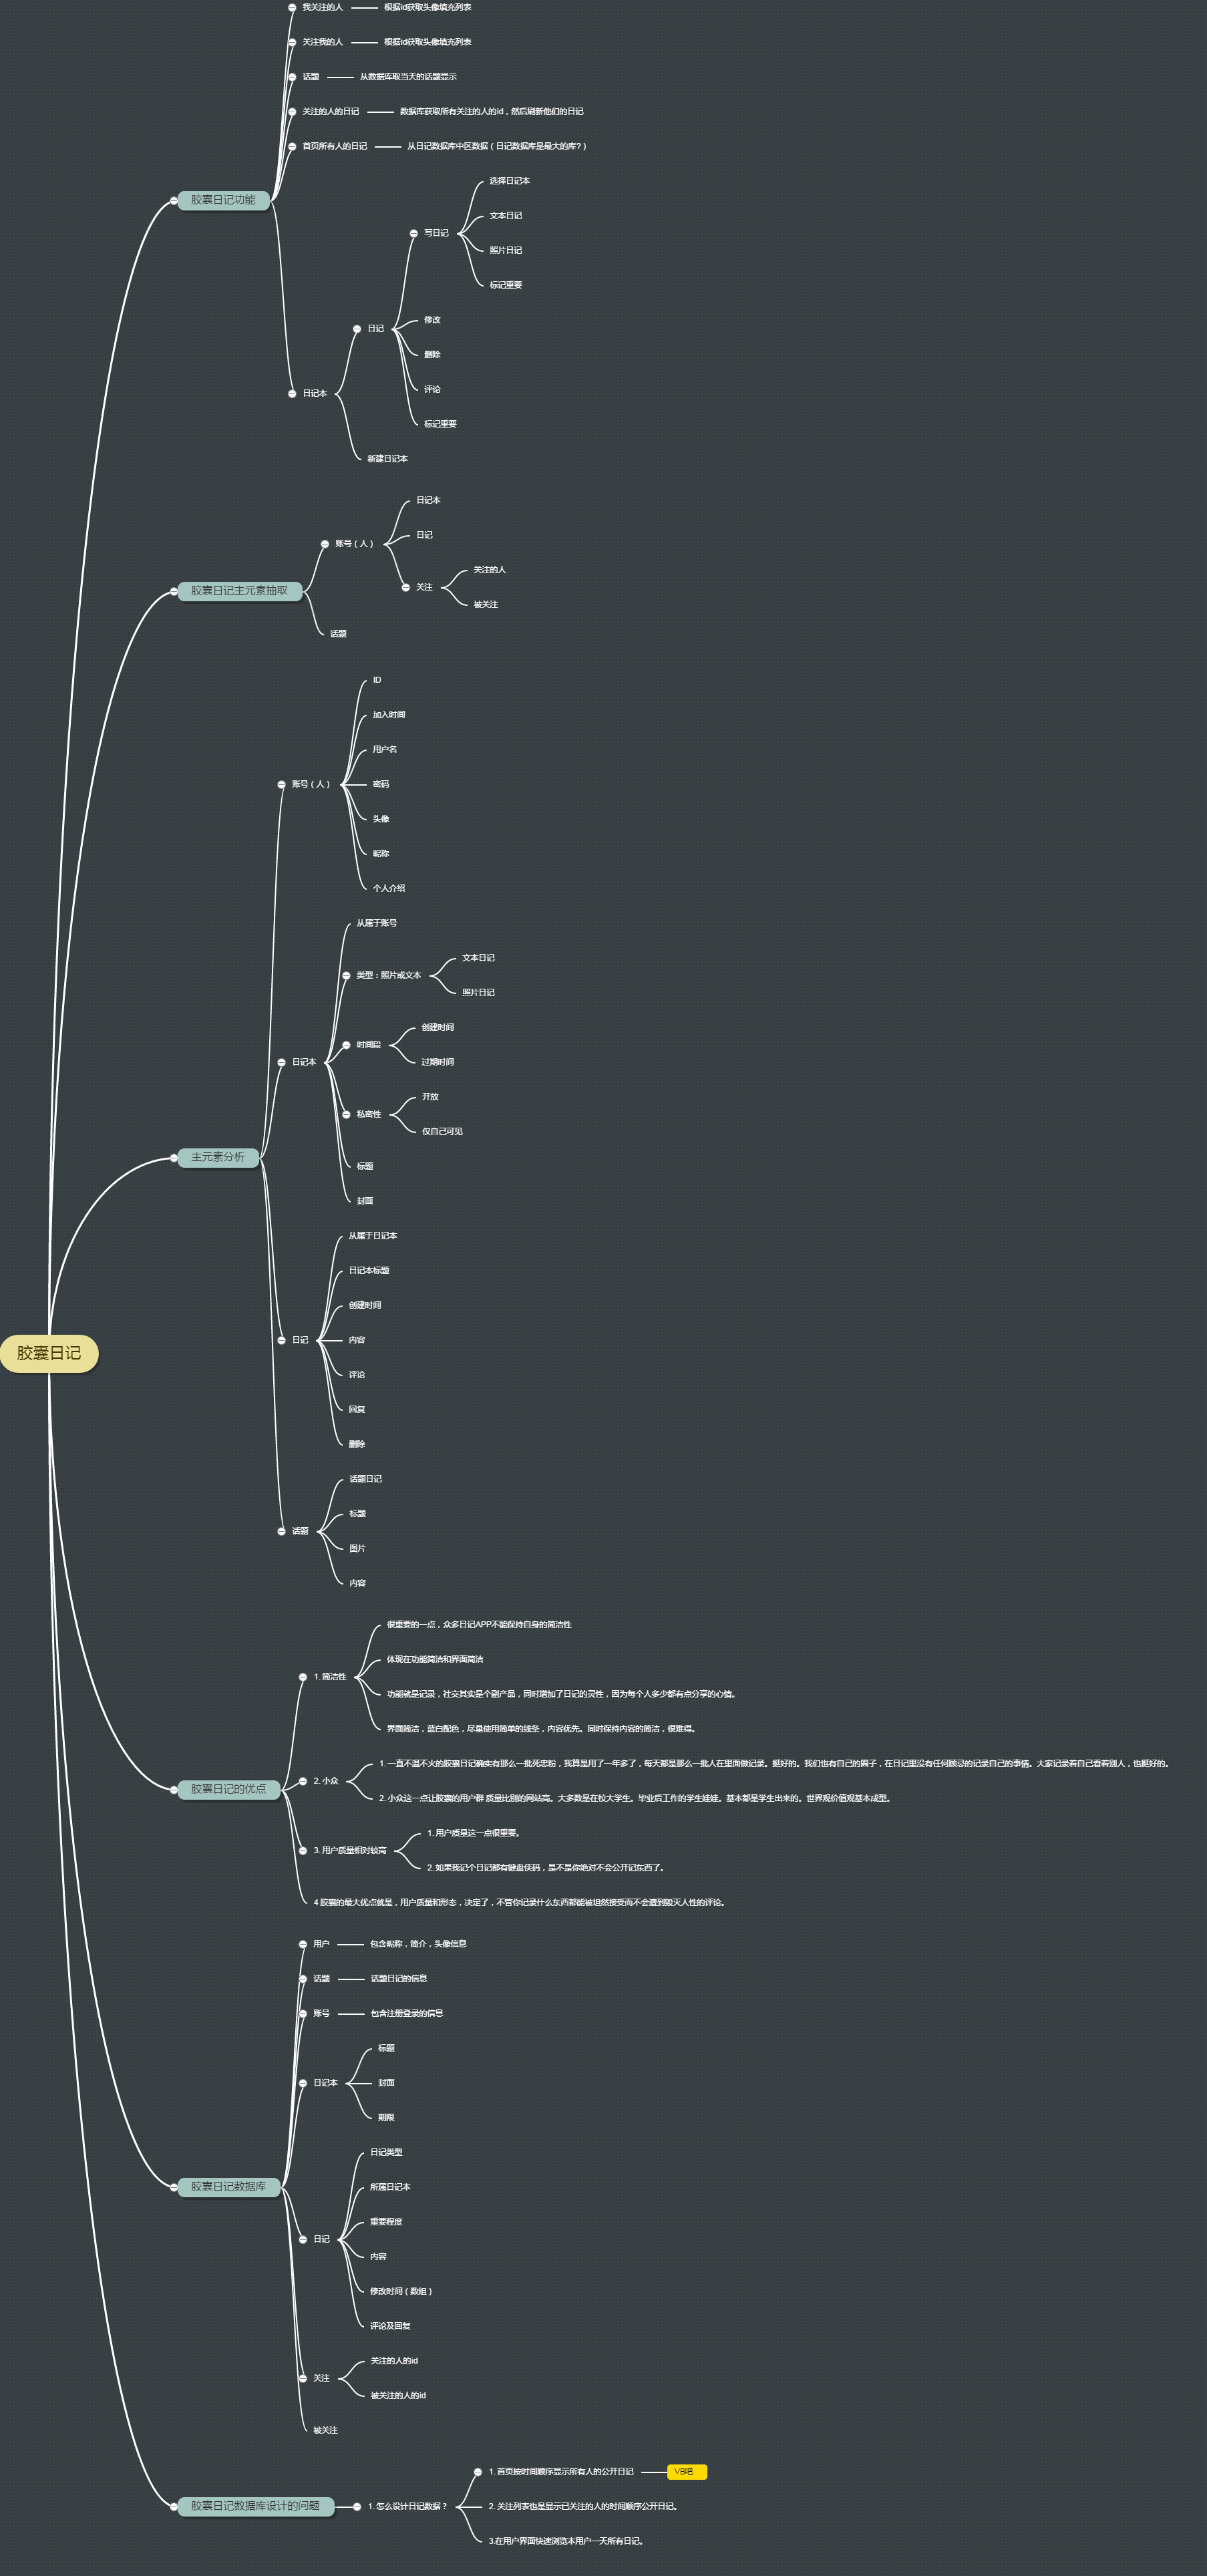 我关注的人
根据id获取头像填充列表
关注我的人
根据id获取头像填充列表
话题
从数据库取当天的话题显示
关注的人的日记
数据库获取所有关注的人的id，然后刷新他们的日记
首页所有人的日记
从日记数据库中区数据（日记数据库是最大的库?）
胶囊日记功能
选择日记本
文本日记
写日记
照片日记
标记重要
修改
日记
删除
评论
日记本
标记重要
新建日记本
日记本
日记
账号（人）
关注的人
关注
被关注
胶囊日记主元素抽取
话题
ID
加入时间
用户名
账号（人）
密码
头像
昵称
个人介绍
从属于账号
文本日记
类型：照片或文本
照片日记
创建时间
时间段
过期时间
日记本
开放
私密性
仅自己可见
主元素分析
标题
封面
从属于日记本
日记本标题
创建时间
日记
内容
评论
回复
删除
话题日记
标题
话题
图片
内容
胶囊日记
很重要的一点，众多日记APP不能保持自身的简洁性
体现在功能简洁和界面简洁
1. 简洁性
功能就是记录，社交其实是个副产品，同时增加了日记的灵性，因为每个人多少都有点分享的心情。
界面简洁，蓝白配色，尽量使用简单的线条，内容优先。同时保持内容的简洁，很难得。
1. 一直不温不火的胶囊日记确实有那么一批死忠粉，我算是用了一年多了，每天都是那么一批人在里面做记录。挺好的。我们也有自己的圈子，在日记里没有任何顾忌的记录自己的事情。大家记录着自己看着别人，也挺好的。
2. 小众
胶囊日记的优点
2. 小众这一点让胶囊的用户群 质量比别的网站高。大多数是在校大学生。毕业后工作的学生娃娃。基本都是学生出来的。世界观价值观基本成型。
1. 用户质量这一点很重要。
3. 用户质量相对较高
2. 如果我记个日记都有键盘侠码，是不是你绝对不会公开记东西了。
4 胶囊的最大优点就是，用户质量和形态，决定了，不管你记录什么东西都能被坦然接受而不会遭到毁灭人性的评论。
用户
包含昵称，简介，头像信息
话题
话题日记的信息
账号
包含注册登录的信息
标题
日记本
封面
期限
日记类型
胶囊日记数据库
所属日记本
重要程度
日记
内容
修改时间（数组）
评论及回复
关注的人的id
关注
被关注的人的id
被关注
1. 首页按时间顺序显示所有人的公开日记
VB吧
胶囊日记数据库设计的问题
1. 怎么设计日记数据？
2. 关注列表也是显示已关注的人的时间顺序公开日记。
3.在用户界面快速浏览本用户一天所有日记。